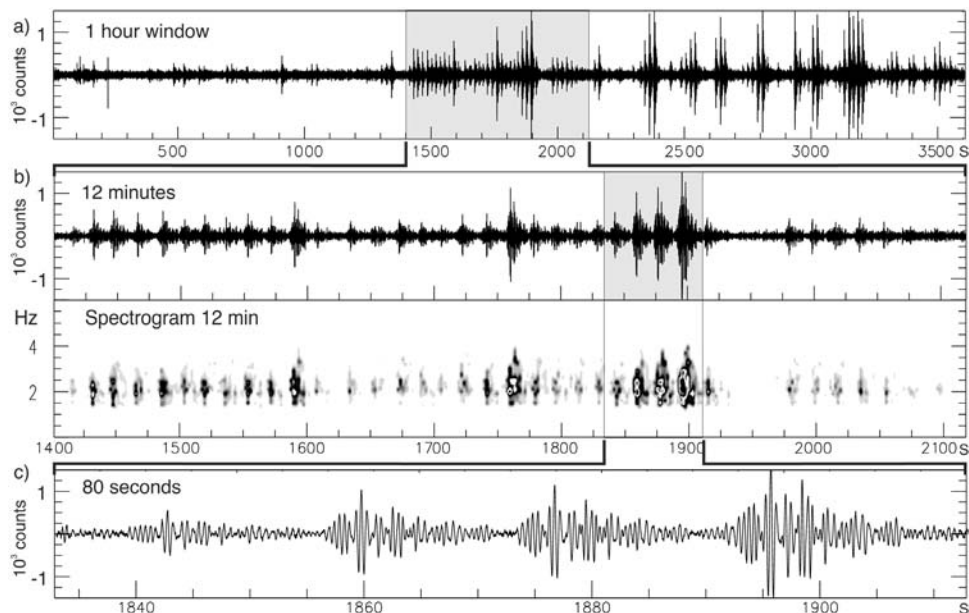 a)
1 hour window
10³ counts
1
-1
500 1000 1500 2000 2500 3000 3500 s
b)
12 minutes
10³ counts
1
-1
Hz
Spectrogram 12 min
4
2
1400 1500 1600 1700 1800 1900 2000 2100 s
c)
80 seconds
10³ counts
1
-1
1840 1860 1880 1900 s